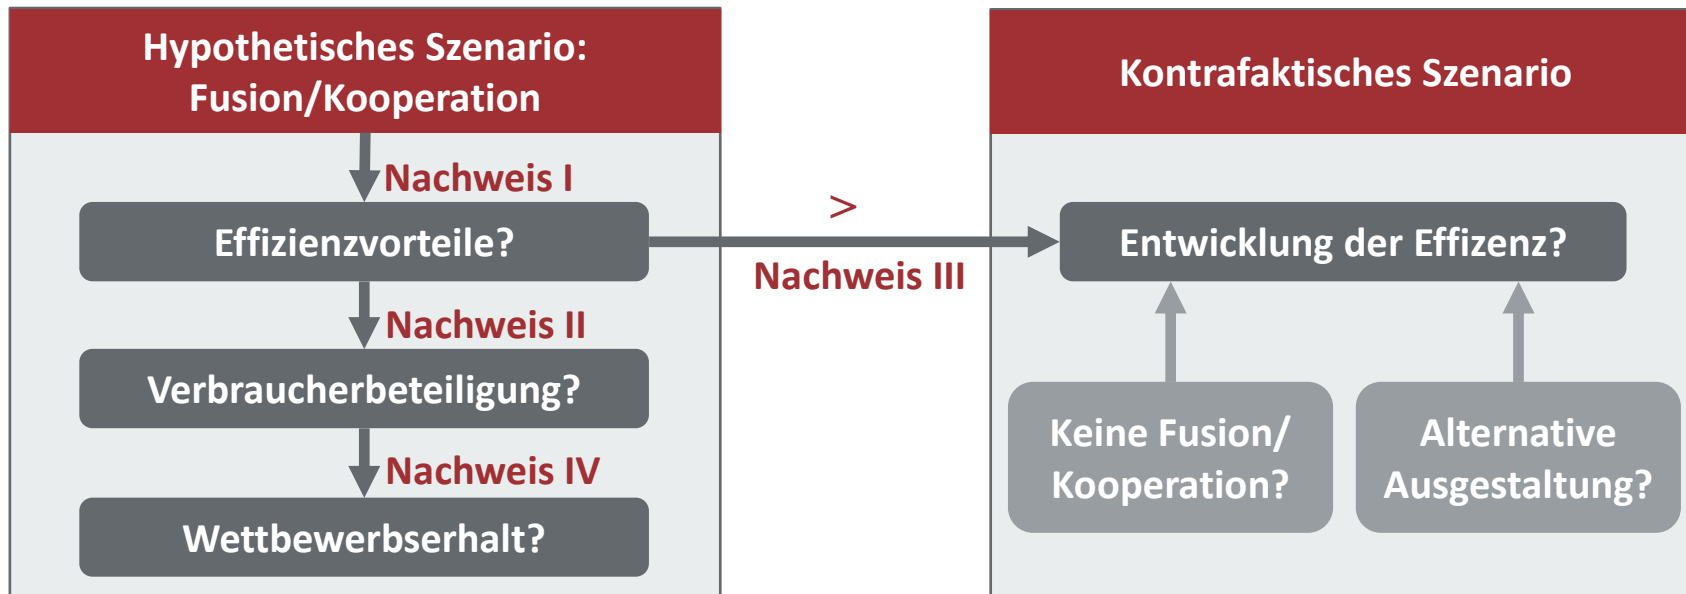 Hypothetisches Szenario:
Fusion/Kooperation
Nachweis I
Effizienzvorteile?
Nachweis II
Verbraucherbeteiligung?
Nachweis IV
Wettbewerbserhalt?
>
Nachweis III
Kontrafaktisches Szenario
Entwicklung der Effizenz?
Keine Fusion/
Kooperation?
Alternative
Ausgestaltung?